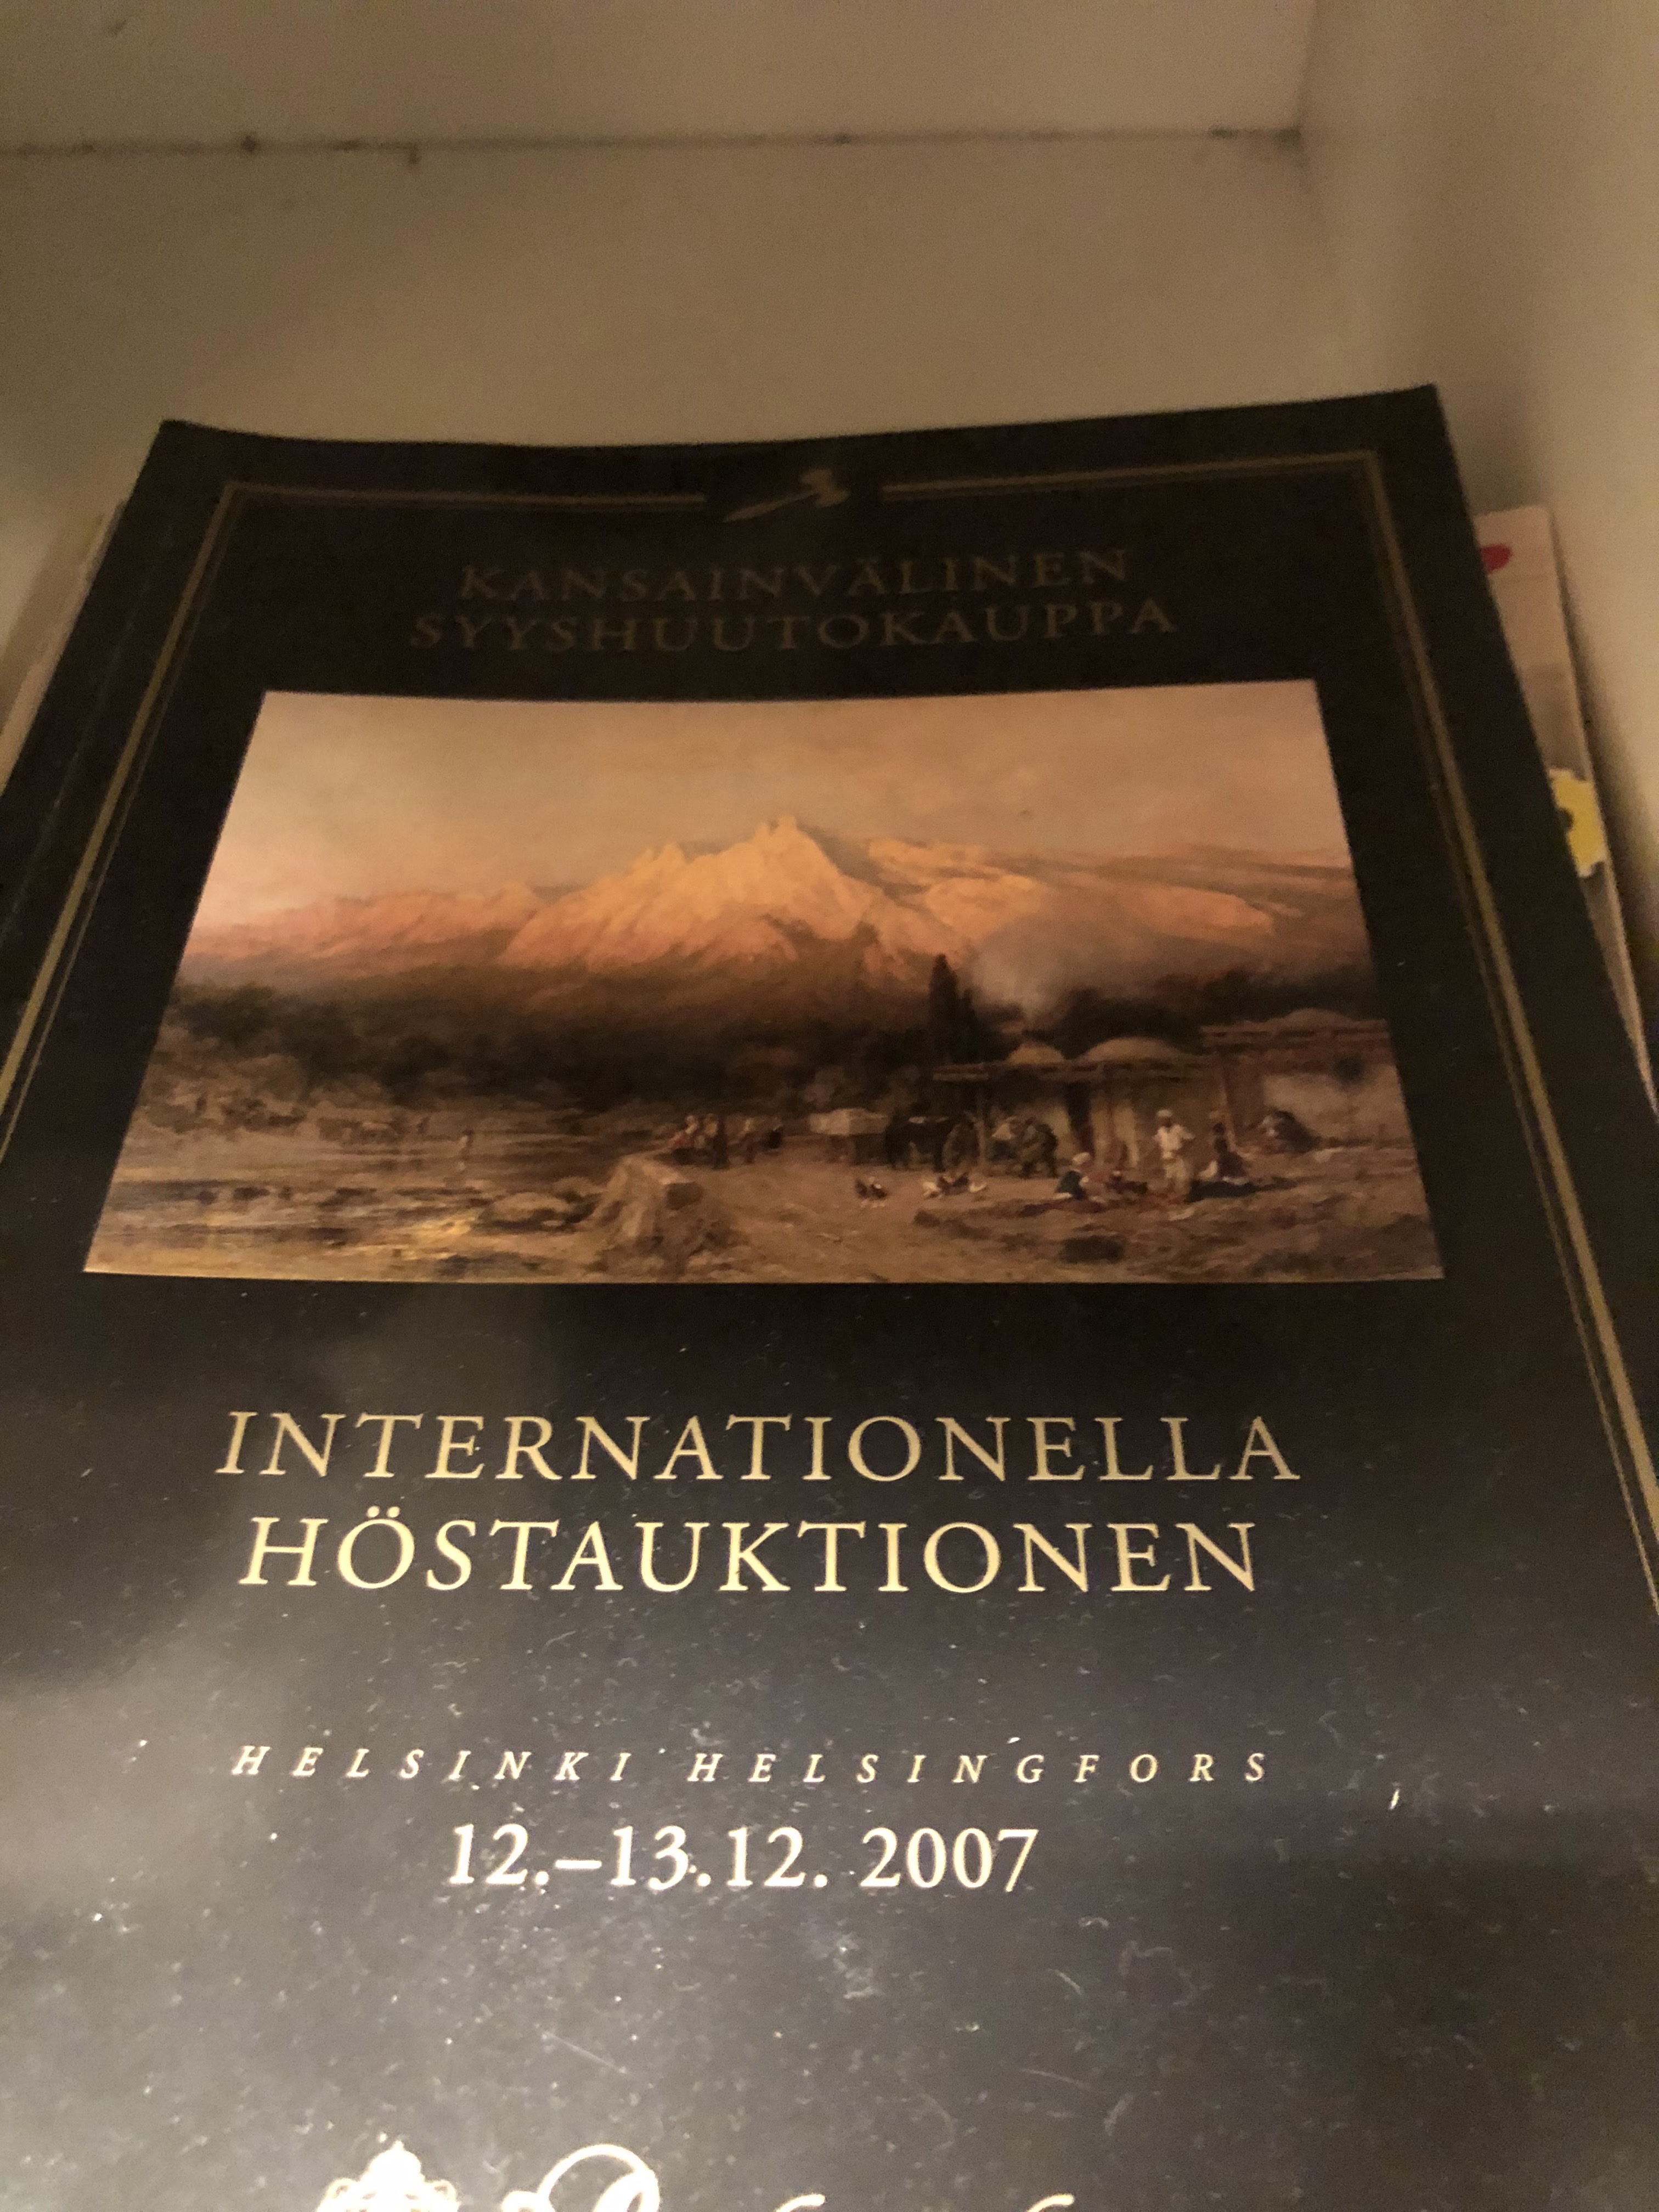 KANSAINVÄLINEN
SYYSHUUTOKAUPPA
INTERNATIONELLA
HÖSTAUKTIONEN
HELSINKI HELSINGFORS
12.–13.12. 2007